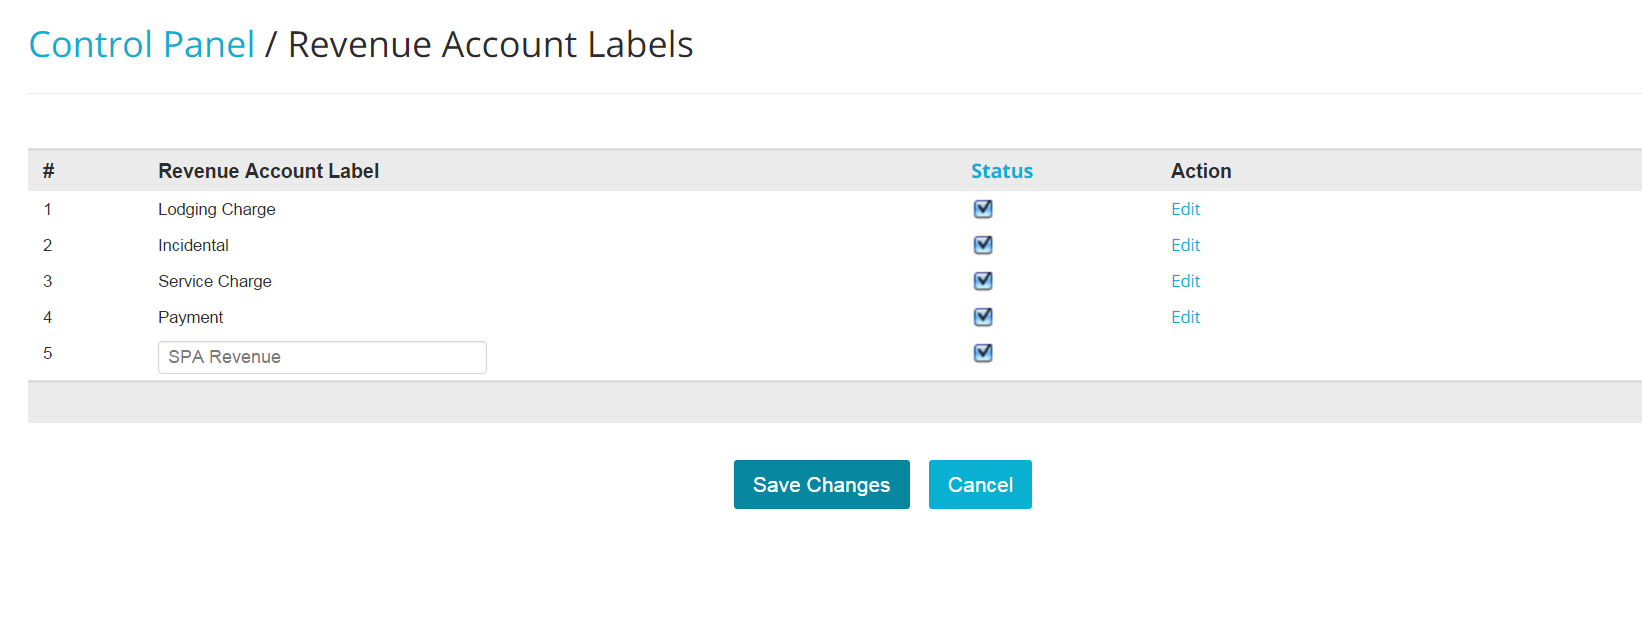 Control Panel / Revenue Account Labels
# Revenue Account Label Status Action
1 Lodging Charge Edit
2 Incidental Edit
3 Service Charge Edit
4 Payment Edit
5 SPA Revenue
Save Changes Cancel